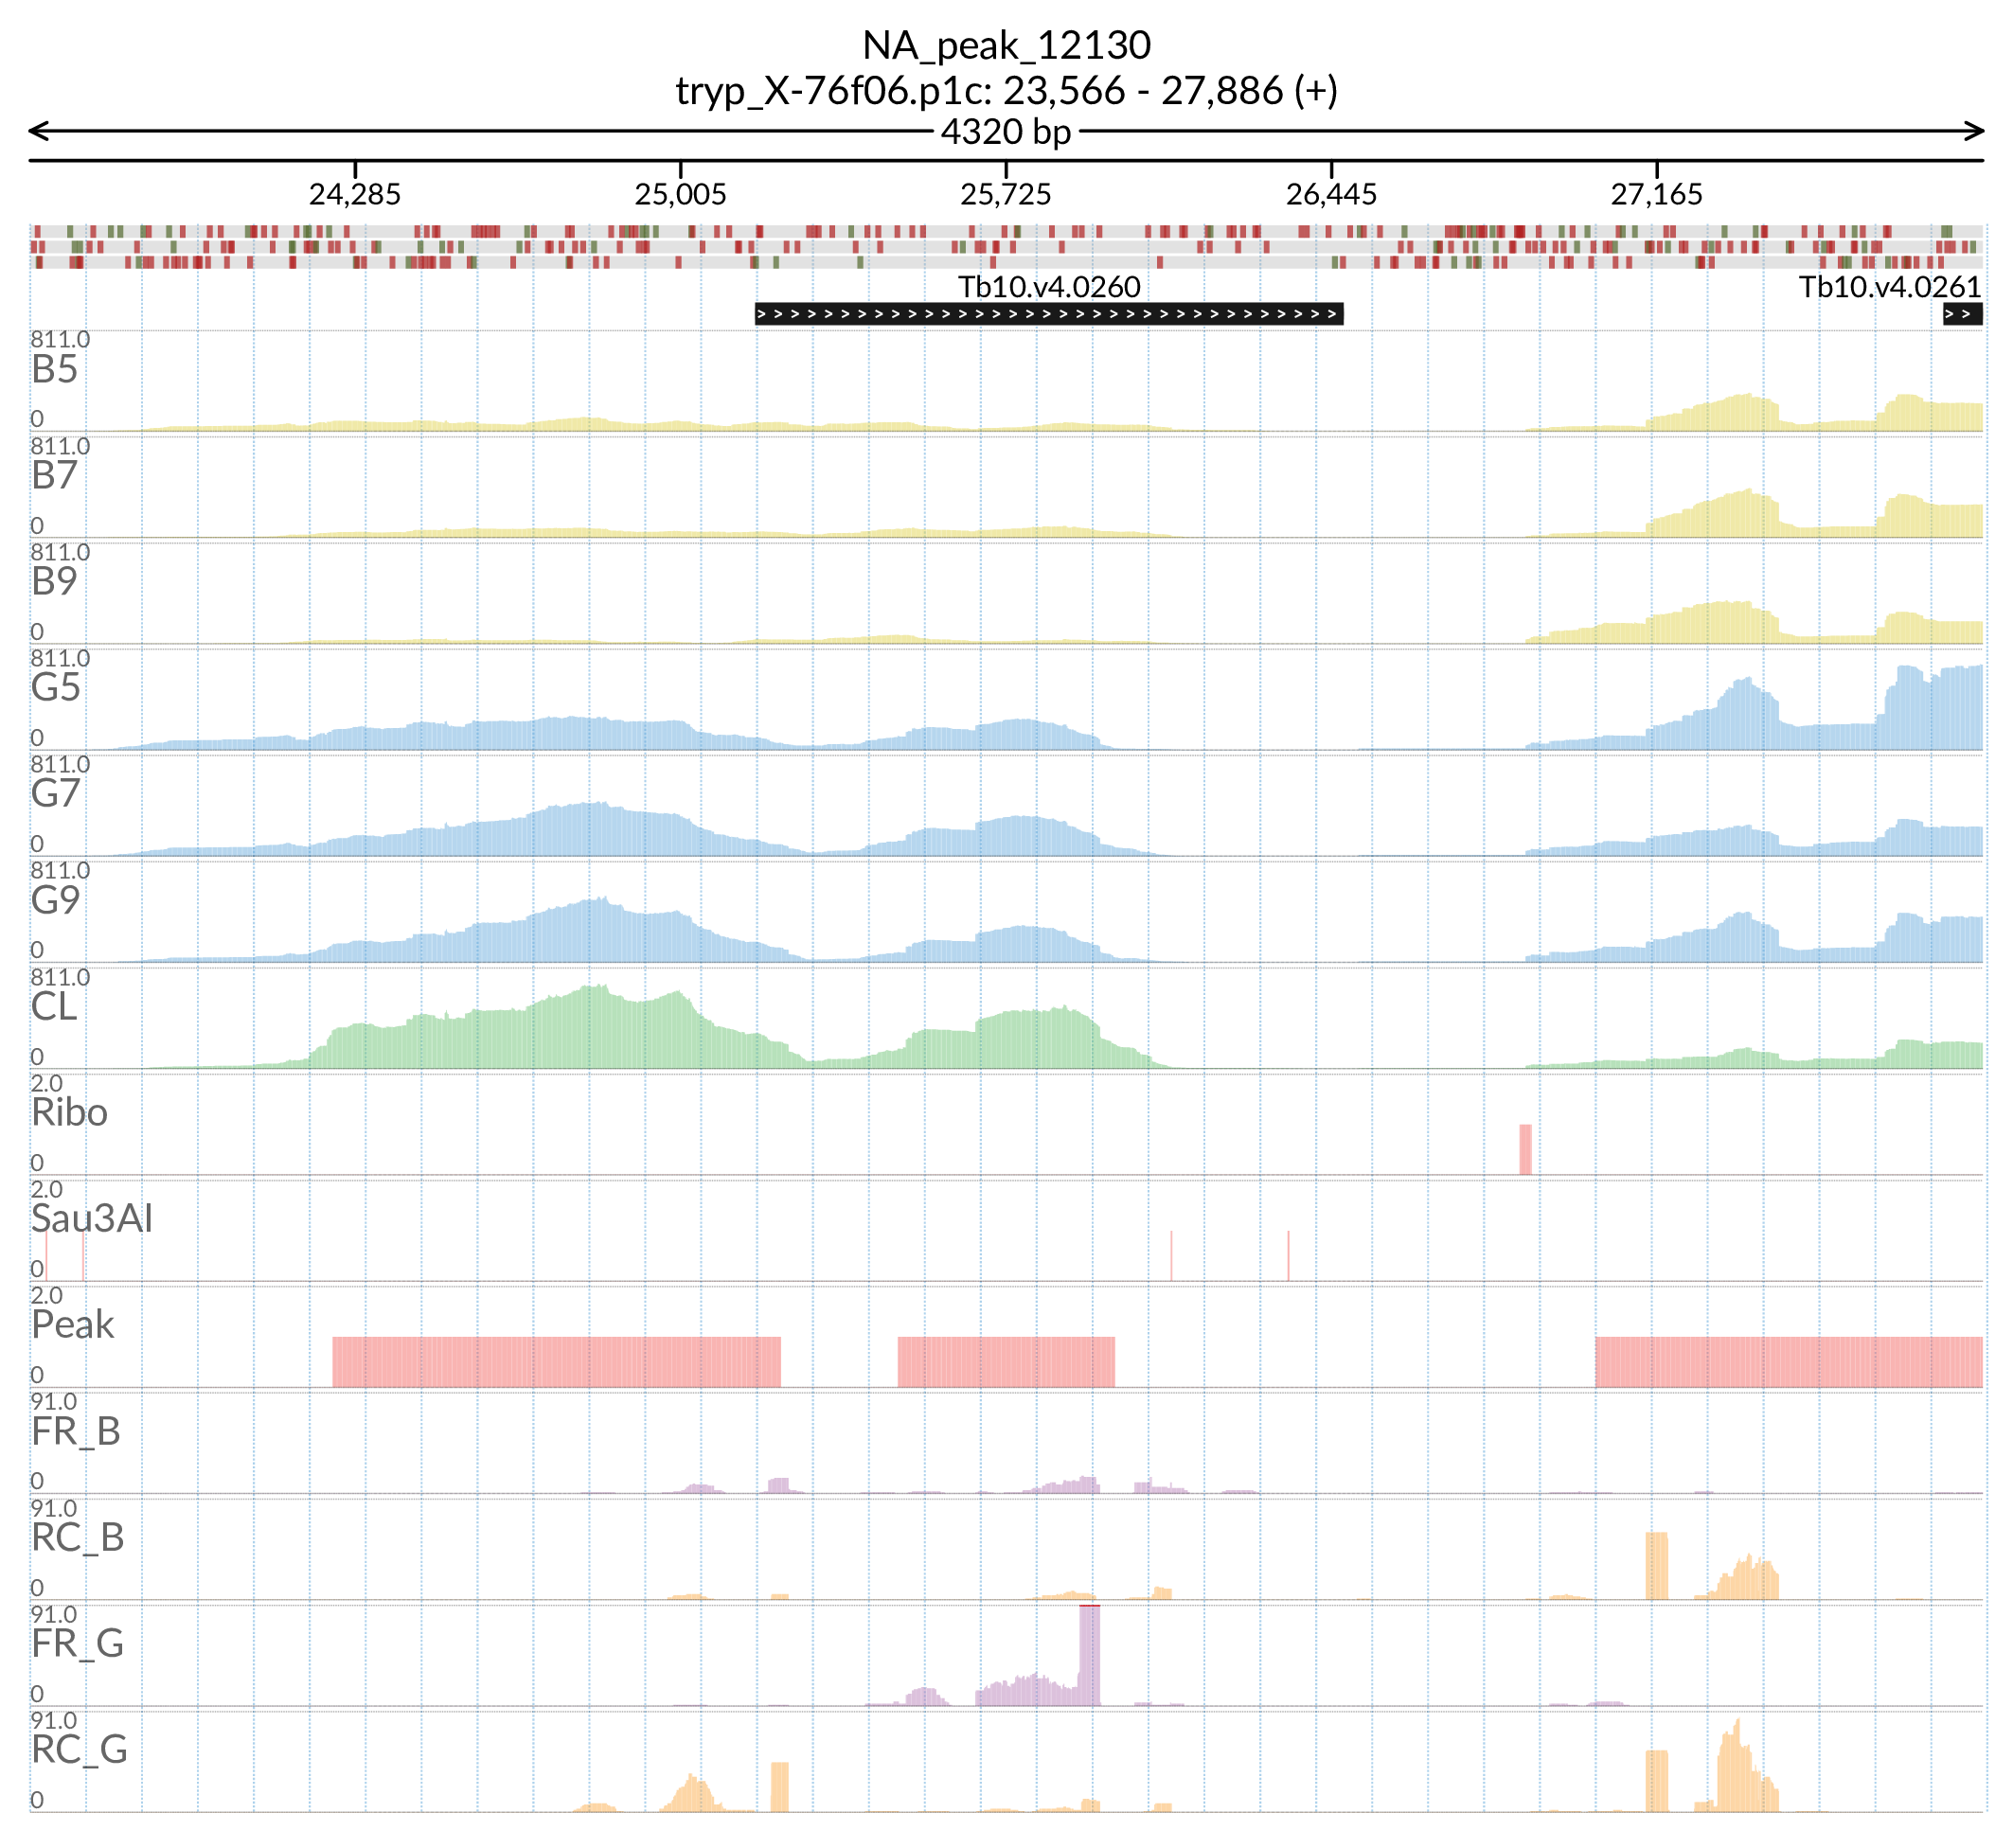 NA_peak_12130
tryp_X-76f06.p1c: 23,566 - 27,886 (+)
4320 bp
24,285 25,005 25,725 26,445 27,165
Tb10.v4.0260 Tb10.v4.0261
811.0
B5
0
811.0
B7
0
811.0
B9
0
811.0
G5
0
811.0
G7
0
811.0
G9
0
811.0
CL
0
2.0
Ribo
0
2.0
Sau3AI
0
2.0
Peak
0
91.0
FR_B
0
91.0
RC_B
0
91.0
FR_G
0
91.0
RC_G
0